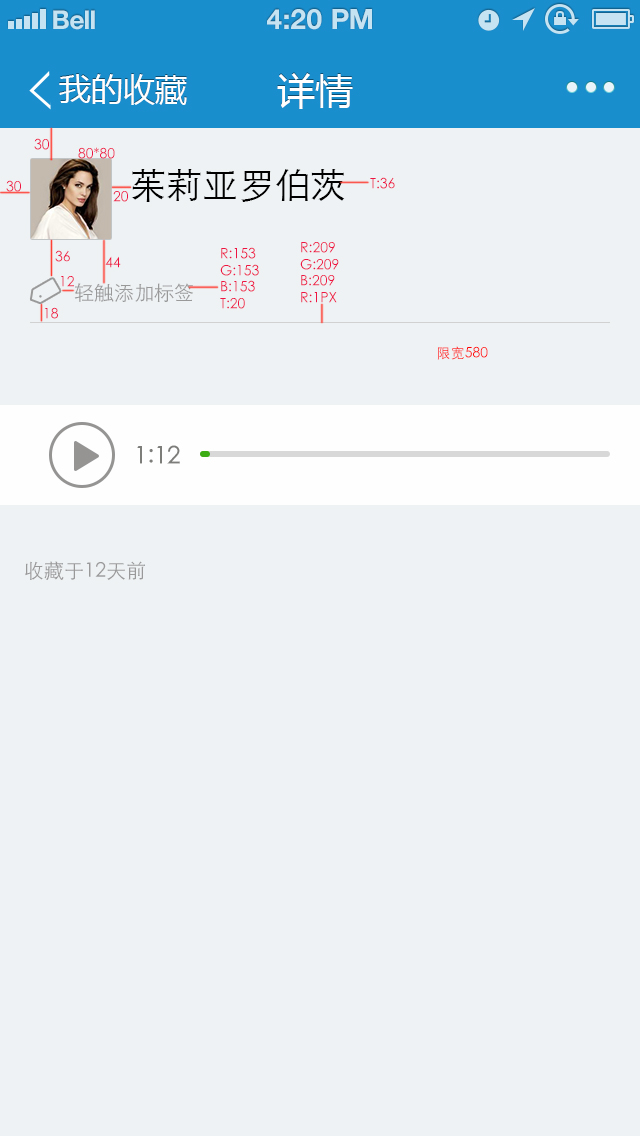 Bell 4:20 PM
我的收藏 详情
30
80*80
30
20
茱莉亚罗伯茨
T:36
36
44
12
轻触添加标签
18
R:153
G:153
B:153
T:20
R:209
G:209
B:209
R:1PX
限宽580
1:12
收藏于12天前